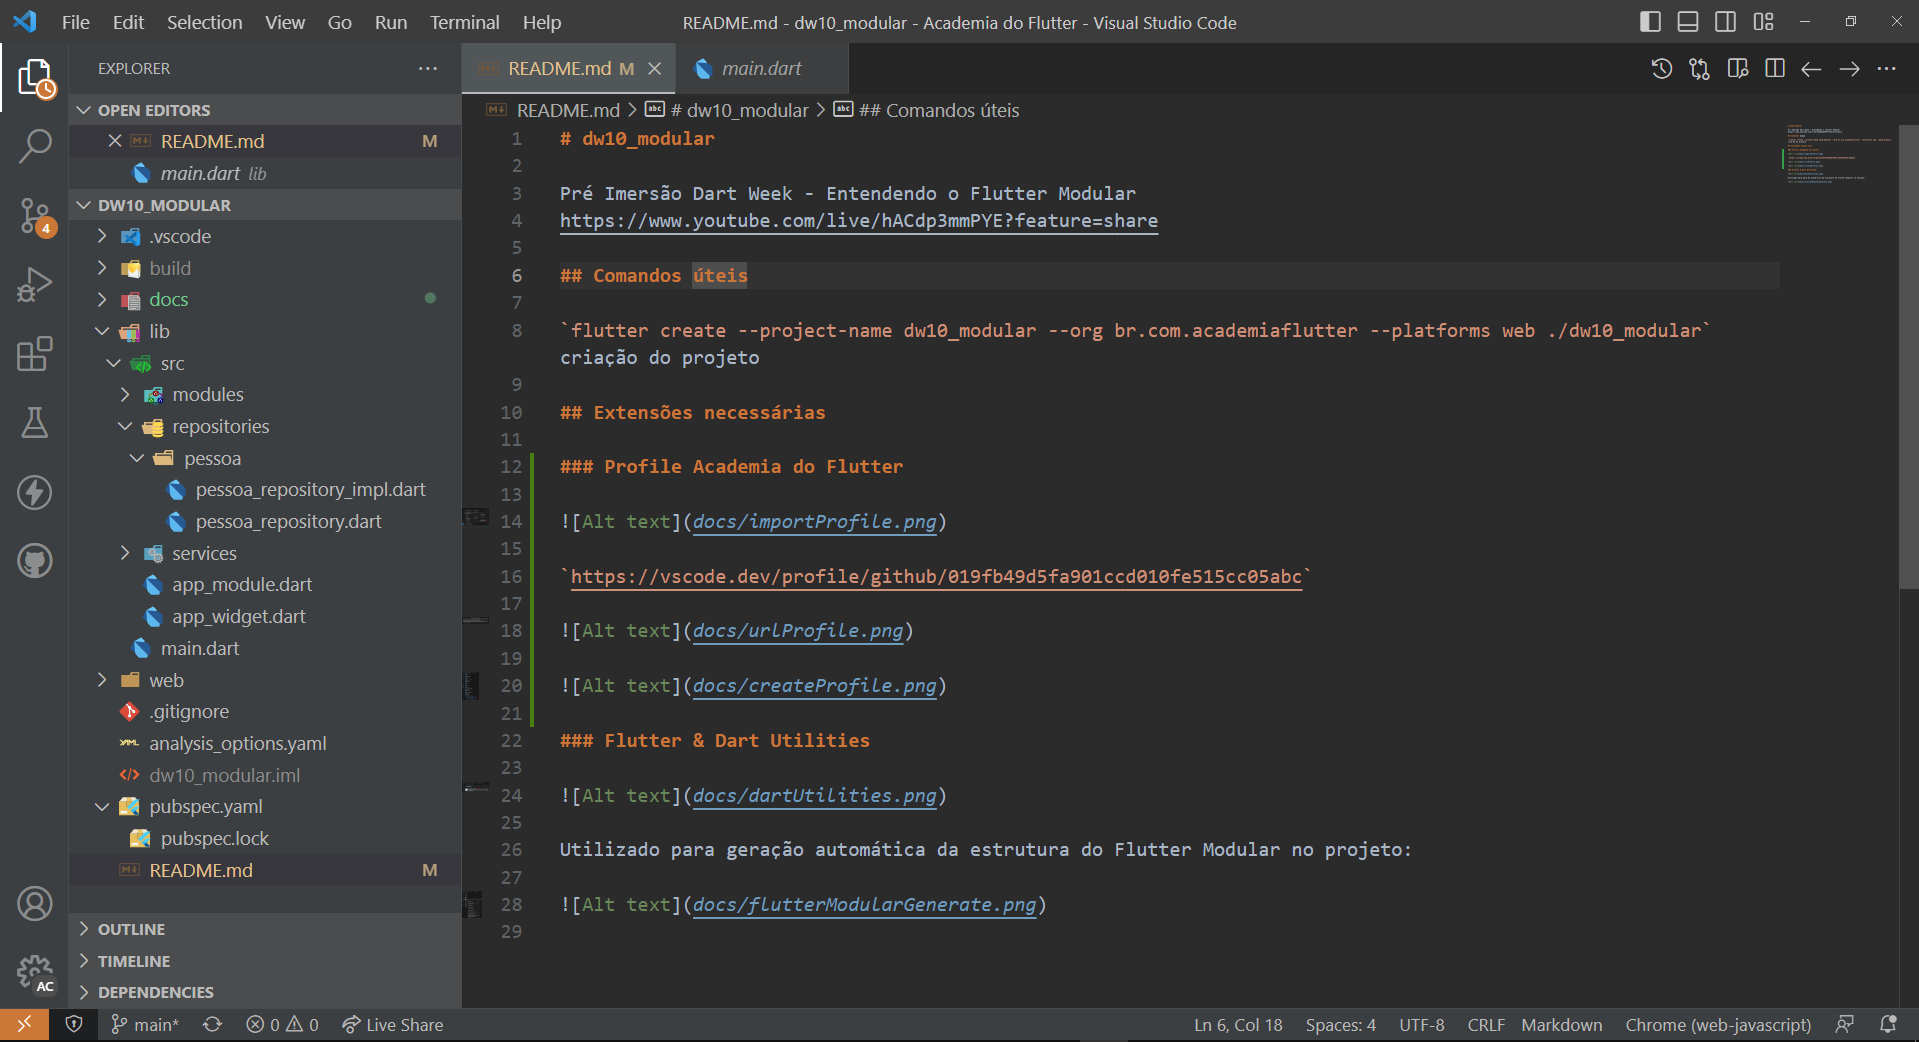 File Edit Selection View Go Run Terminal Help
README.md - dw10_modular - Academia do Flutter - Visual Studio Code
EXPLORER
OPEN EDITORS
README.md M
main.dart lib
DW10_MODULAR
.vscode
build
docs
lib
src
modules
repositories
pessoa
pessoa_repository_impl.dart
pessoa_repository.dart
services
app_module.dart
app_widget.dart
main.dart
web
.gitignore
analysis_options.yaml
dw10_modular.iml
pubspec.yaml
pubspec.lock
README.md M
OUTLINE
TIMELINE
DEPENDENCIES
4
AC
README.md M
main.dart
README.md > # dw10_modular > ## Comandos úteis
1 # dw10_modular
2
3 Pré Imersão Dart Week - Entendendo o Flutter Modular
4 https://www.youtube.com/live/hACdp3mmPYE?feature=share
5
6 ## Comandos úteis
7
8 `flutter create --project-name dw10_modular --org br.com.academiaflutter --platforms web ./dw10_modular`
criação do projeto
9
10 ## Extensões necessárias
11
12 ### Profile Academia do Flutter
13
14 ![Alt text](docs/importProfile.png)
15
16 `https://vscode.dev/profile/github/019fb49d5fa901ccd010fe515cc05abc`
17
18 ![Alt text](docs/urlProfile.png)
19
20 ![Alt text](docs/createProfile.png)
21
22 ### Flutter & Dart Utilities
23
24 ![Alt text](docs/dartUtilities.png)
25
26 Utilizado para geração automática da estrutura do Flutter Modular no projeto:
27
28 ![Alt text](docs/flutterModularGenerate.png)
29
main* 0 0 Live Share
Ln 6, Col 18 Spaces: 4 UTF-8 CRLF Markdown Chrome (web-javascript)